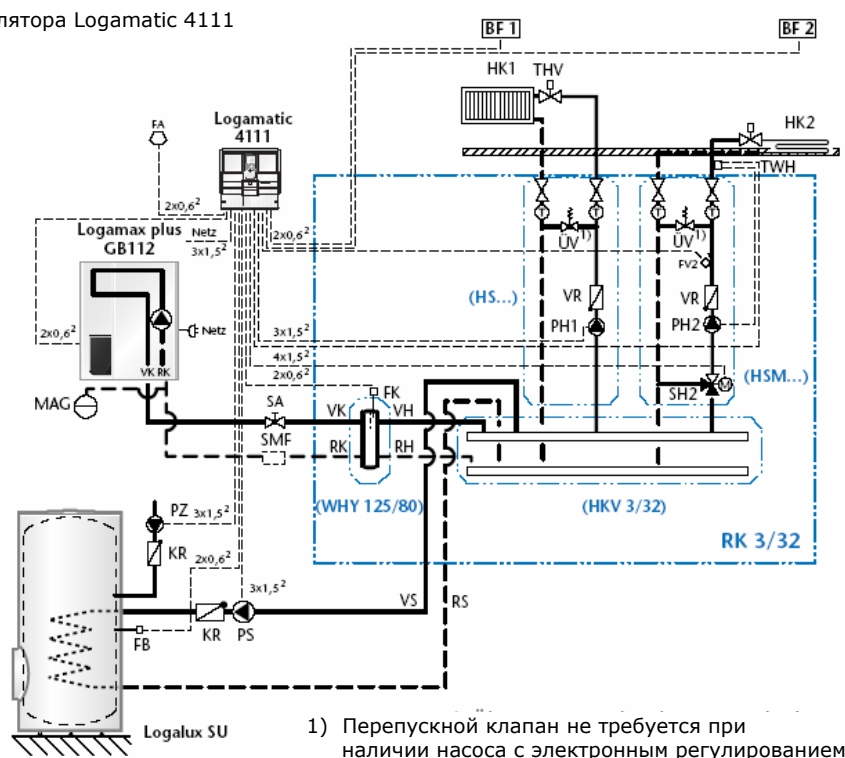 лятора Logamatic 4111
BF 1
BF 2
HK1
THV
HK2
FA
Logamatic
4111
TWH
2x0,6²
Logamax plus
GB112
Netz
3x1,5²
2x0,6²
ÜV¹⁾
ÜV¹⁾
FV2
(HS...)
VR
VR
2x0,6²
Netz
3x1,5²
PH1
PH2
4x1,5²
2x0,6²
(HSM...)
VK RK
MAG
SA
VK
FK
VH
SH2
M
SMF
RK
RH
T
T
T
T
(WHY 125/80)
(HKV 3/32)
RK 3/32
PZ
3x1,5²
KR
2x0,6²
3x1,5²
VS
RS
FB
KR
PS
Logalux SU
1) Перепускной клапан не требуется при
наличии насоса с электронным регулированием